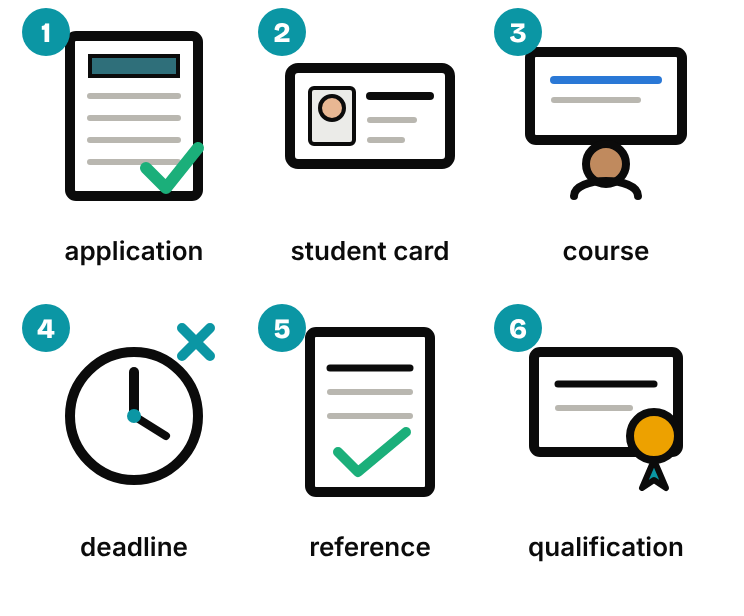 1
2
3
application
student card
course
4
5
6
deadline
reference
qualification